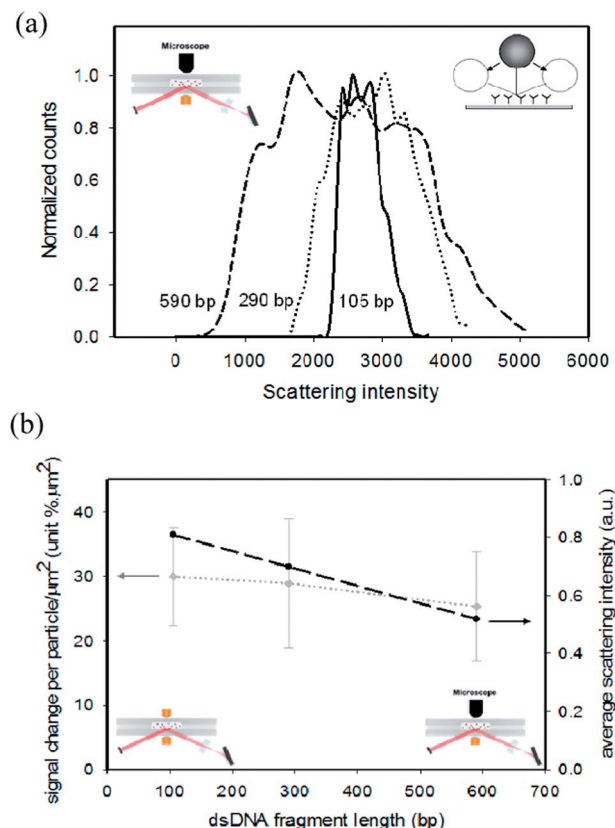 (a)
Microscope
1.0
0.8
0.6
0.4
0.2
0.0
Normalized counts
590 bp
290 bp
105 bp
0 1000 2000 3000 4000 5000 6000
Scattering intensity
(b)
signal change per particle/µm² (unit %.µm²)
40
30
20
10
0
1.0
0.8
0.6
0.4
0.2
0.0
average scattering intensity (a.u.)
Microscope
0 100 200 300 400 500 600 700
dsDNA fragment length (bp)